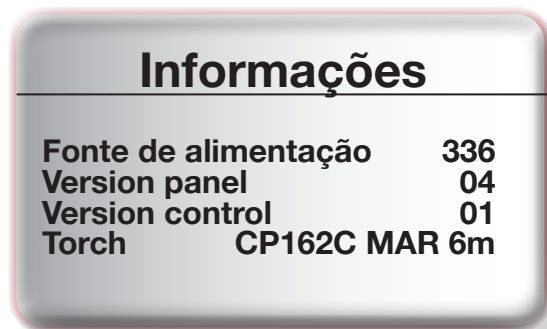 Informações
Fonte de alimentação 336
Version panel 04
Version control 01
Torch CP162C MAR 6m